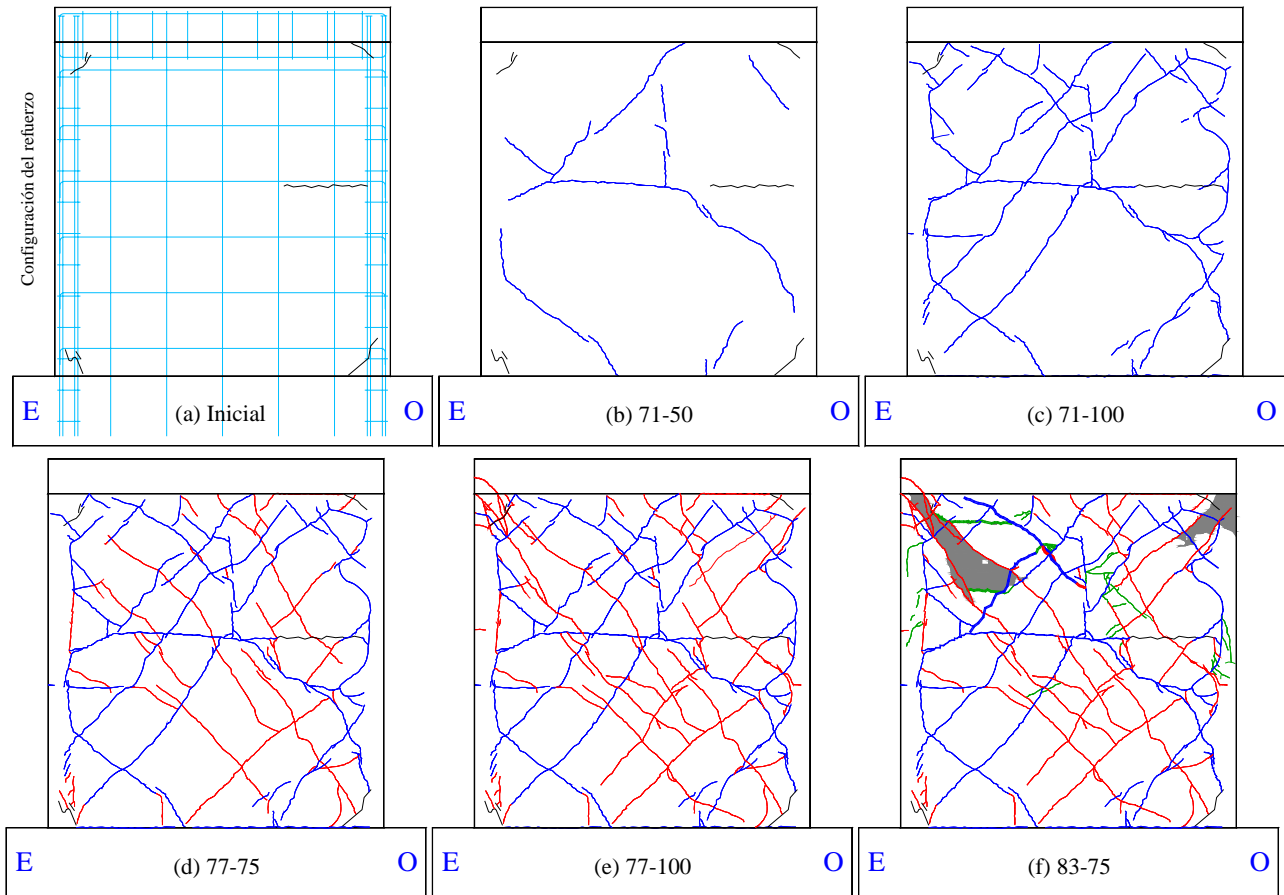 Configuración del refuerzo
E (a) Inicial O
(b) 71-50
(c) 71-100
E (d) 77-75 O
E (e) 77-100 O
E (f) 83-75 O